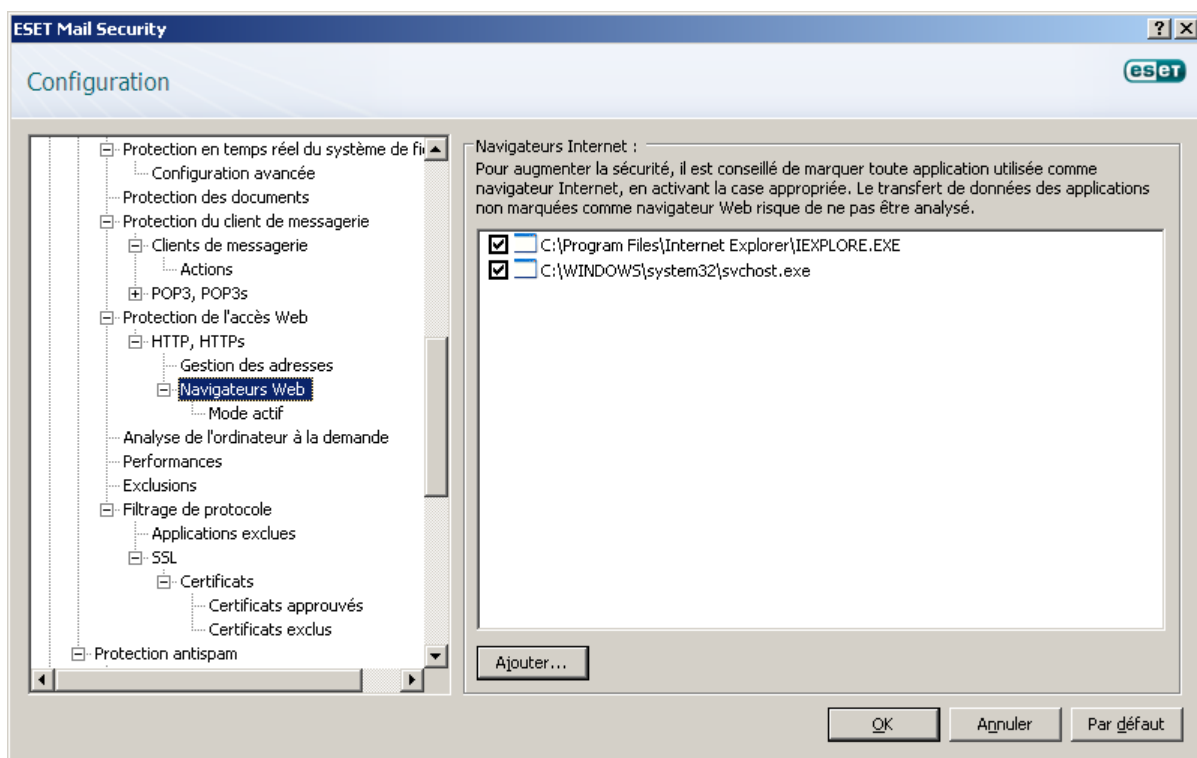 ESET Mail Security
Configuration
eset
Protection en temps réel du système de fi
Configuration avancée
Protection des documents
Protection du client de messagerie
Clients de messagerie
Actions
POP3, POP3s
Protection de l'accès Web
HTTP, HTTPs
Gestion des adresses
Navigateurs Web
Mode actif
Analyse de l'ordinateur à la demande
Performances
Exclusions
Filtrage de protocole
Applications exclues
SSL
Certificats
Certificats approuvés
Certificats exclus
Protection antispam
Navigateurs Internet :
Pour augmenter la sécurité, il est conseillé de marquer toute application utilisée comme
navigateur Internet, en activant la case appropriée. Le transfert de données des applications
non marquées comme navigateur Web risque de ne pas être analysé.
C:\Program Files\Internet Explorer\IEXPLORE.EXE
C:\WINDOWS\system32\svchost.exe
Ajouter...
OK
Annuler
Par défaut